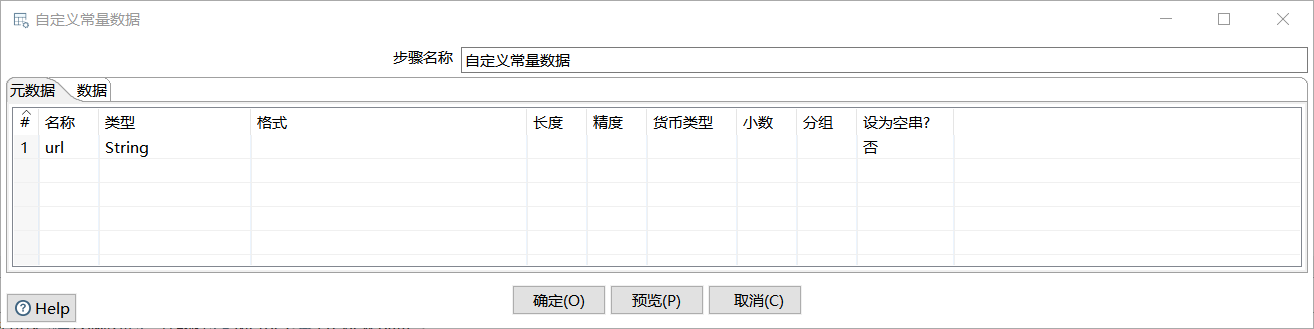 自定义常量数据
步骤名称 自定义常量数据
元数据 数据
# 名称 类型 格式 长度 精度 货币类型 小数 分组 设为空串?
1 url String 否
确定(O) 预览(P) 取消(C)
Help